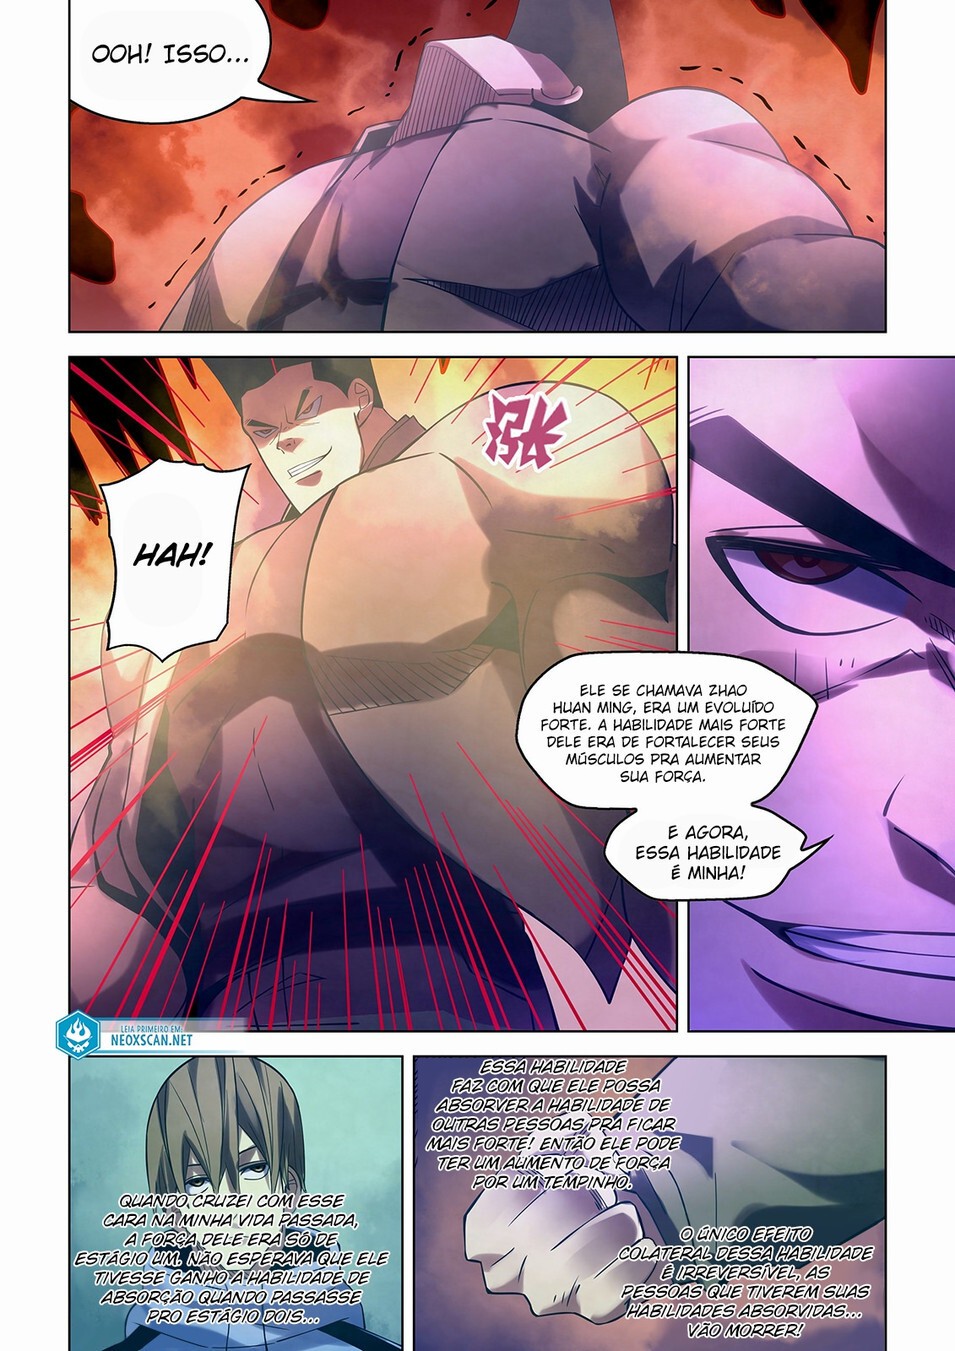 OOH! ISSO...
HAH!
涨
ELE SE CHAMAVA ZHAO
HUAN MING, ERA UM EVOLUÍDO
FORTE. A HABILIDADE MAIS FORTE
DELE ERA DE FORTALECER SEUS
MÚSCULOS PRA AUMENTAR
SUA FORÇA.
E AGORA,
ESSA HABILIDADE
É MINHA!
LEIA PRIMEIRO EM
NEOXSCAN.NET
QUANDO CRUZEI COM ESSE
CARA NA MINHA VIDA PASSADA,
A FORÇA DELE ERA SÓ DE
ESTÁGIO UM. NÃO ESPERAVA QUE ELE
TIVESSE GANHO A HABILIDADE DE
ABSORÇÃO QUANDO PASSASSE
PRO ESTÁGIO DOIS...
ESSA HABILIDADE
FAZ COM QUE ELE POSSA
ABSORVER A HABILIDADE DE
OUTRAS PESSOAS PRA FICAR
MAIS FORTE! ENTÃO ELE PODE
TER UM AUMENTO DE FORÇA
POR UM TEMPINHO.
O ÚNICO EFEITO
COLATERAL DESSA HABILIDADE
É IRREVERSÍVEL, AS
PESSOAS QUE TIVEREM SUAS
HABILIDADES ABSORVIDAS...
VÃO MORRER!